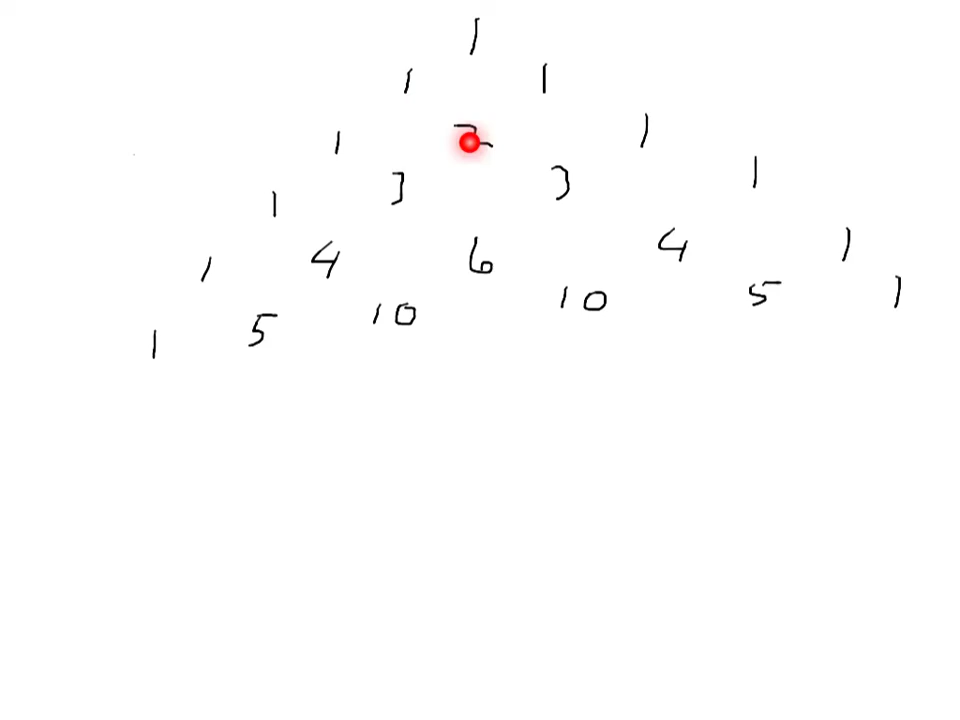 1
1 1
1 2 1
1 3 3 1
1 4 6 4 1
1 5 10 10 5 1